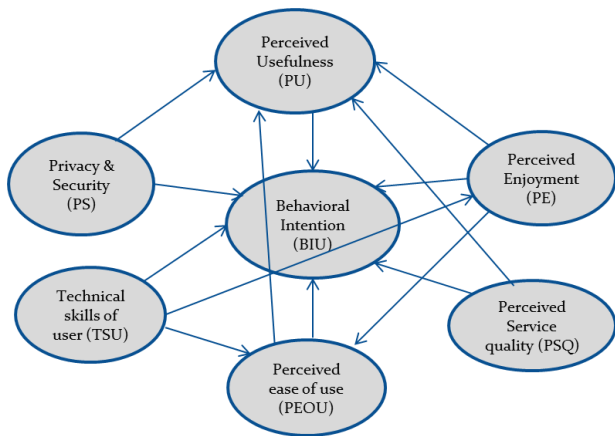 Perceived
Usefulness
(PU)
Privacy &
Security
(PS)
Perceived
Enjoyment
(PE)
Behavioral
Intention
(BIU)
Technical
skills of
user (TSU)
Perceived
Service
quality (PSQ)
Perceived
ease of use
(PEOU)